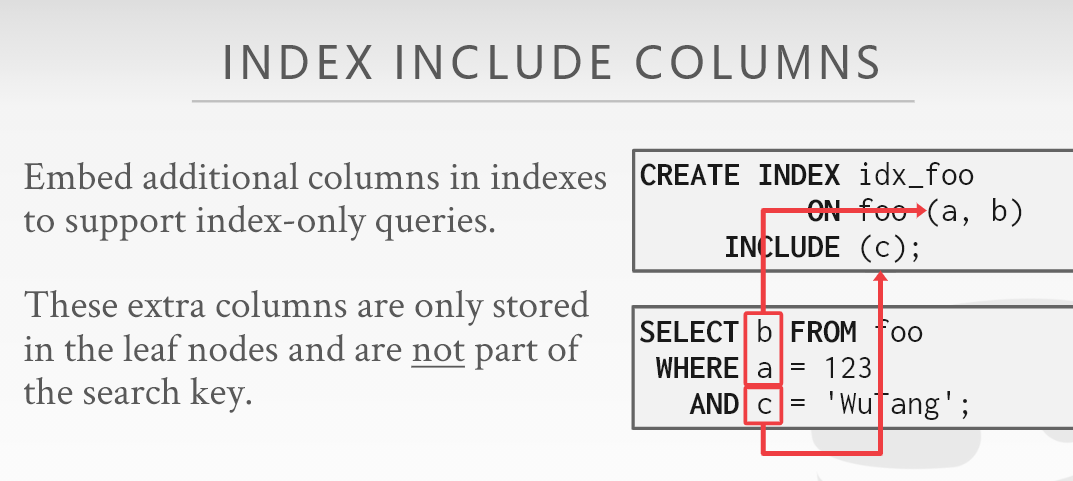 INDEX INCLUDE COLUMNS
Embed additional columns in indexes
to support index-only queries.
These extra columns are only stored
in the leaf nodes and are not part of
the search key.
CREATE INDEX idx_foo
ON foo (a, b)
INCLUDE (c);
SELECT b FROM foo
WHERE a = 123
AND c = 'WuTang';